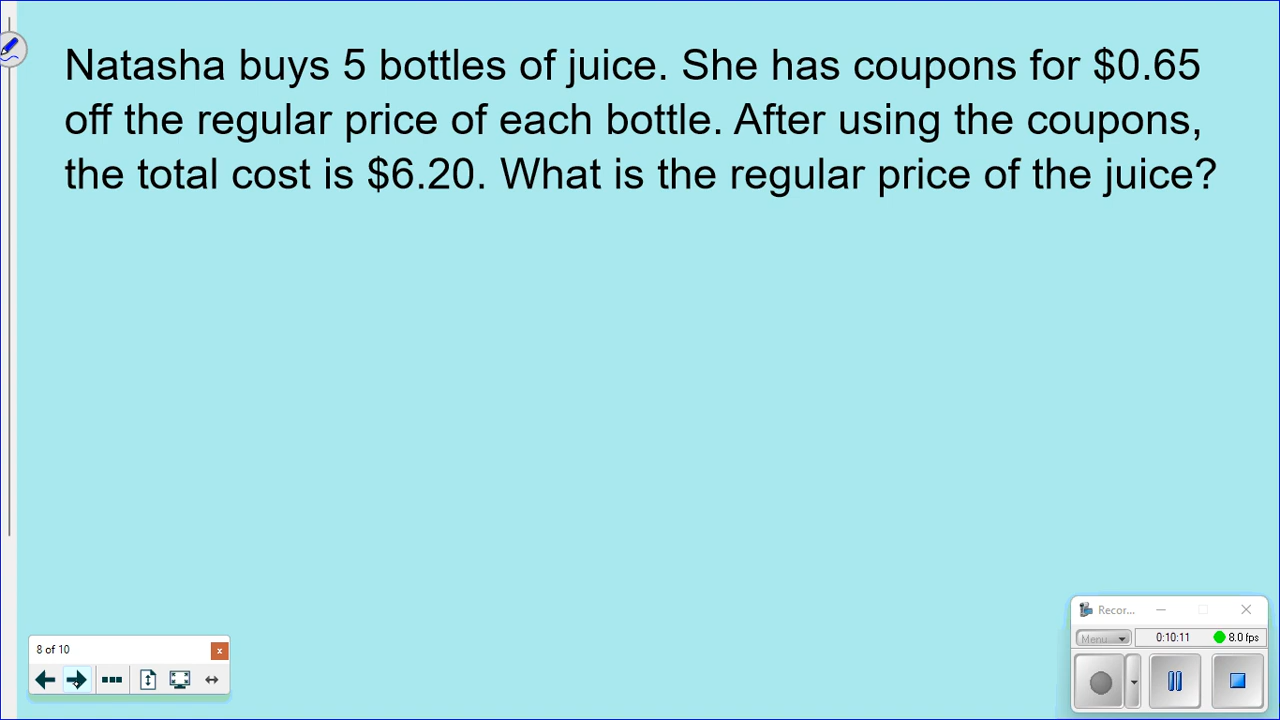 Natasha buys 5 bottles of juice. She has coupons for $0.65
off the regular price of each bottle. After using the coupons,
the total cost is $6.20. What is the regular price of the juice?
Recor...
Menu
0:10:11
8.0 fps
8 of 10
x